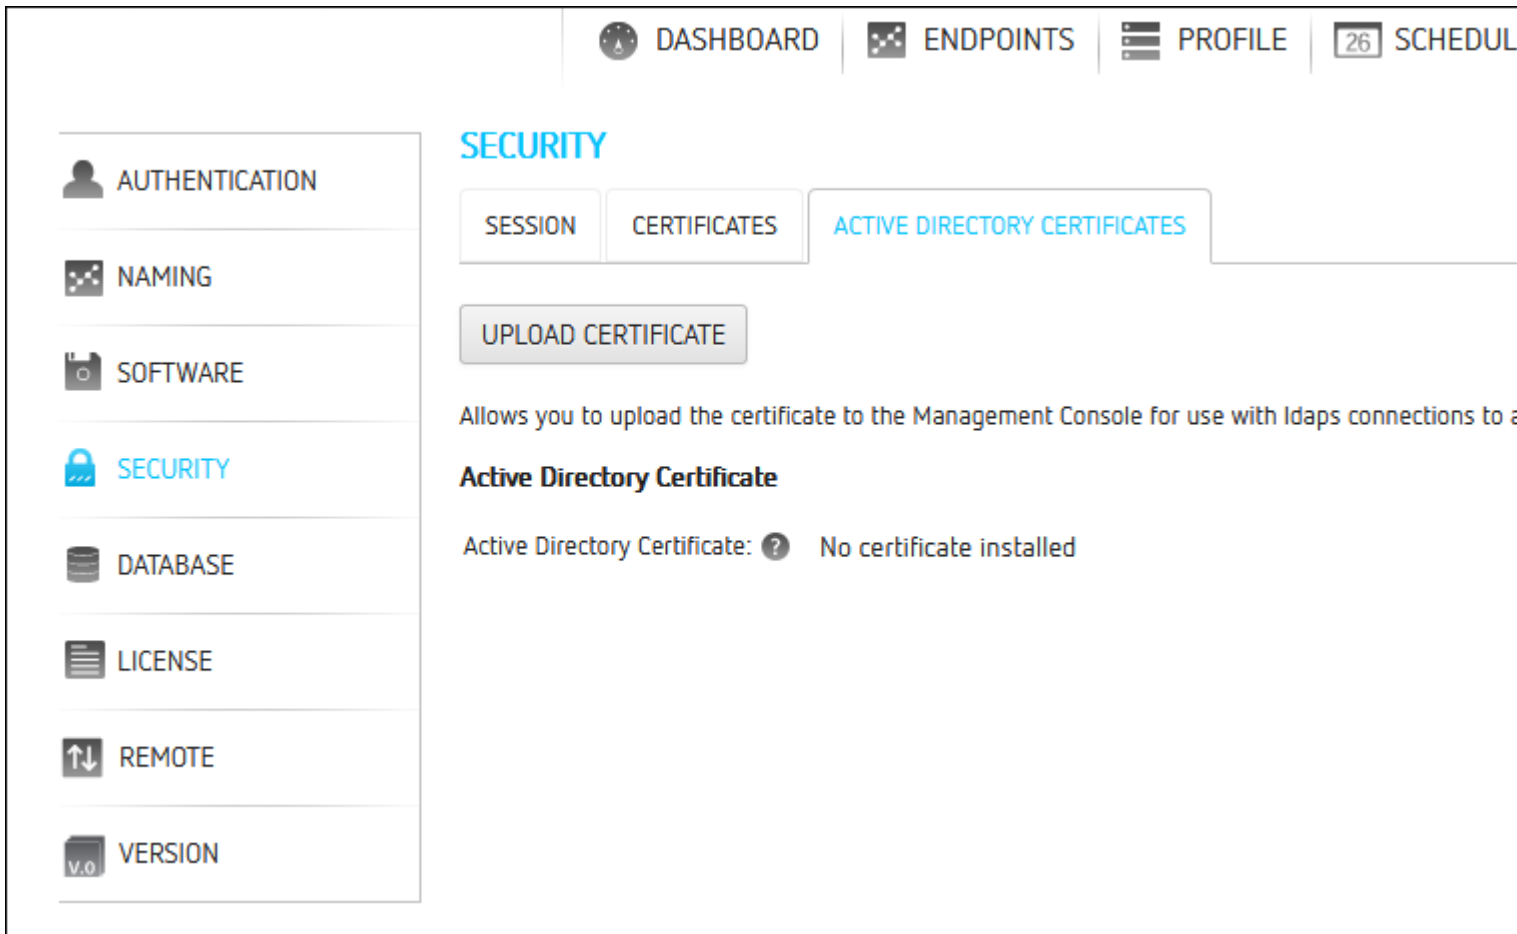 DASHBOARD ENDPOINTS PROFILE 26 SCHEDUL
AUTHENTICATION
NAMING
SOFTWARE
SECURITY
DATABASE
LICENSE
REMOTE
V.0 VERSION
SECURITY
SESSION CERTIFICATES ACTIVE DIRECTORY CERTIFICATES
UPLOAD CERTIFICATE
Allows you to upload the certificate to the Management Console for use with ldaps connections to a
Active Directory Certificate
Active Directory Certificate: ? No certificate installed